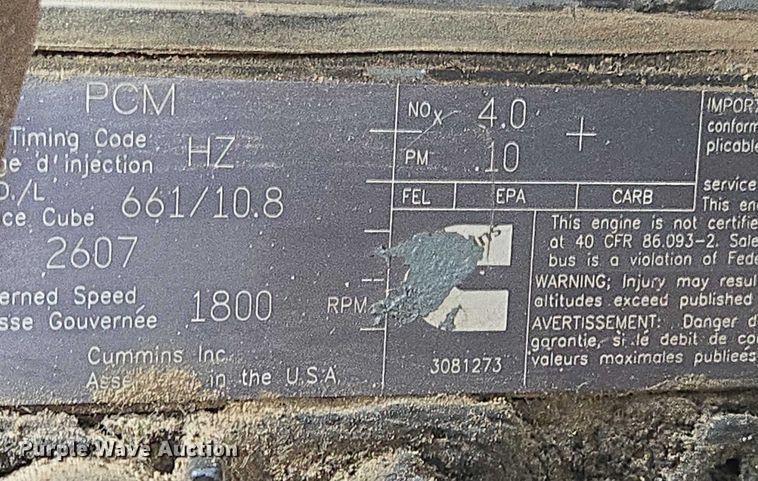 PCM
Timing Code
ge d'injection HZ
D./L
ce Cube 661/10.8
2607
erned Speed
sse Gouvernée 1800 RPM
Cummins Inc.
in the U.S.A.
NOx 4.0 +
PM .10
FEL EPA CARB
3081273
IMPOR
conform
plicable
service
This en
This engine is not certifie
at 40 CFR 86.093-2. Sale
bus is a violation of Fede
WARNING; Injury may resul
altitudes exceed published
AVERTISSEMENT: Danger d
garantie, si le debit de co
valeurs maximales publiées
Purple Wave Auction